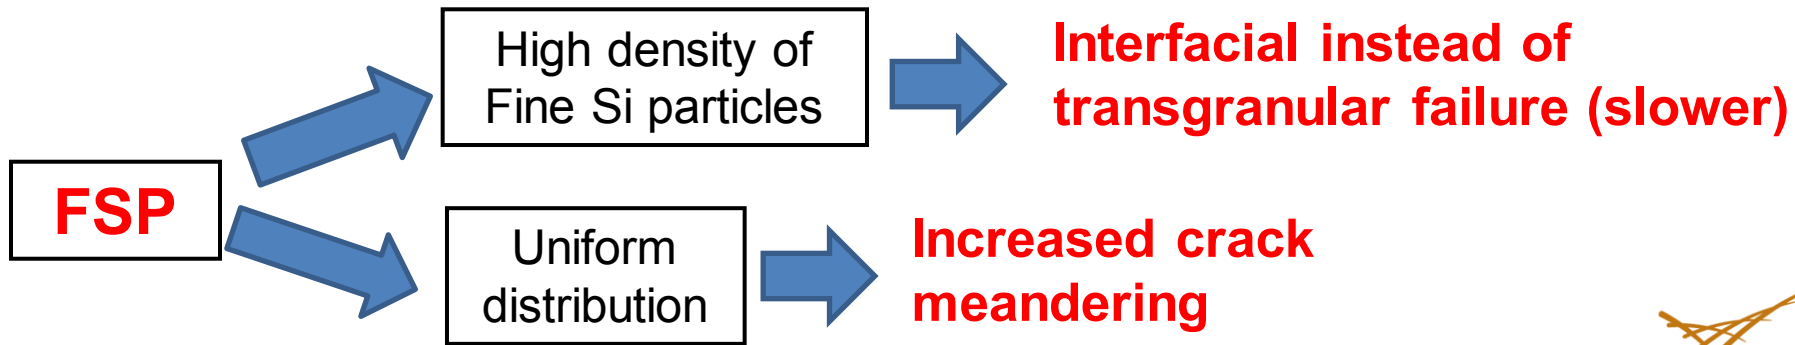 FSP
High density of
Fine Si particles
Interfacial instead of
transgranular failure (slower)
Uniform
distribution
Increased crack
meandering